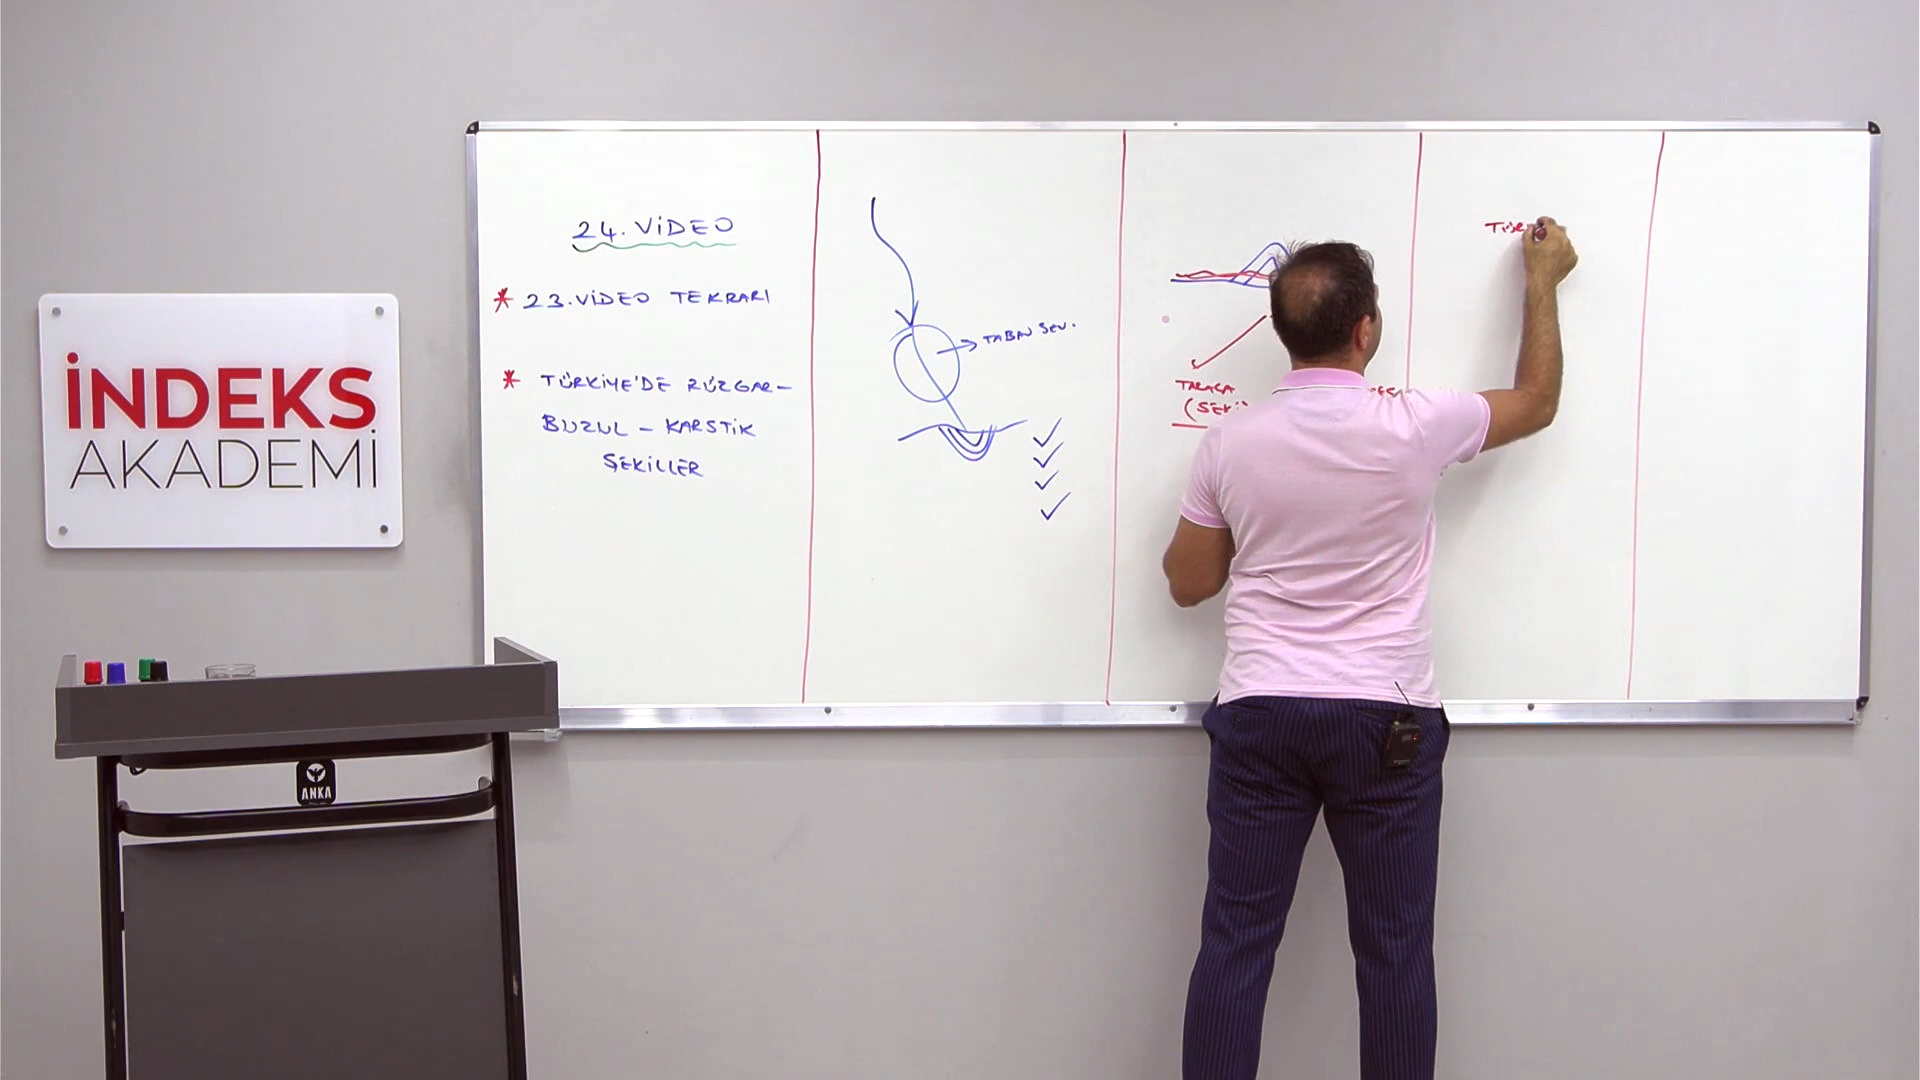 İNDEKS
AKADEMİ
ANKA
24. VİDEO
* 23. VİDEO TEKRARI
* TÜRKİYE'DE RÜZGAR -
BUZUL - KARSTİK
ŞEKİLLER
TABAN SEV.